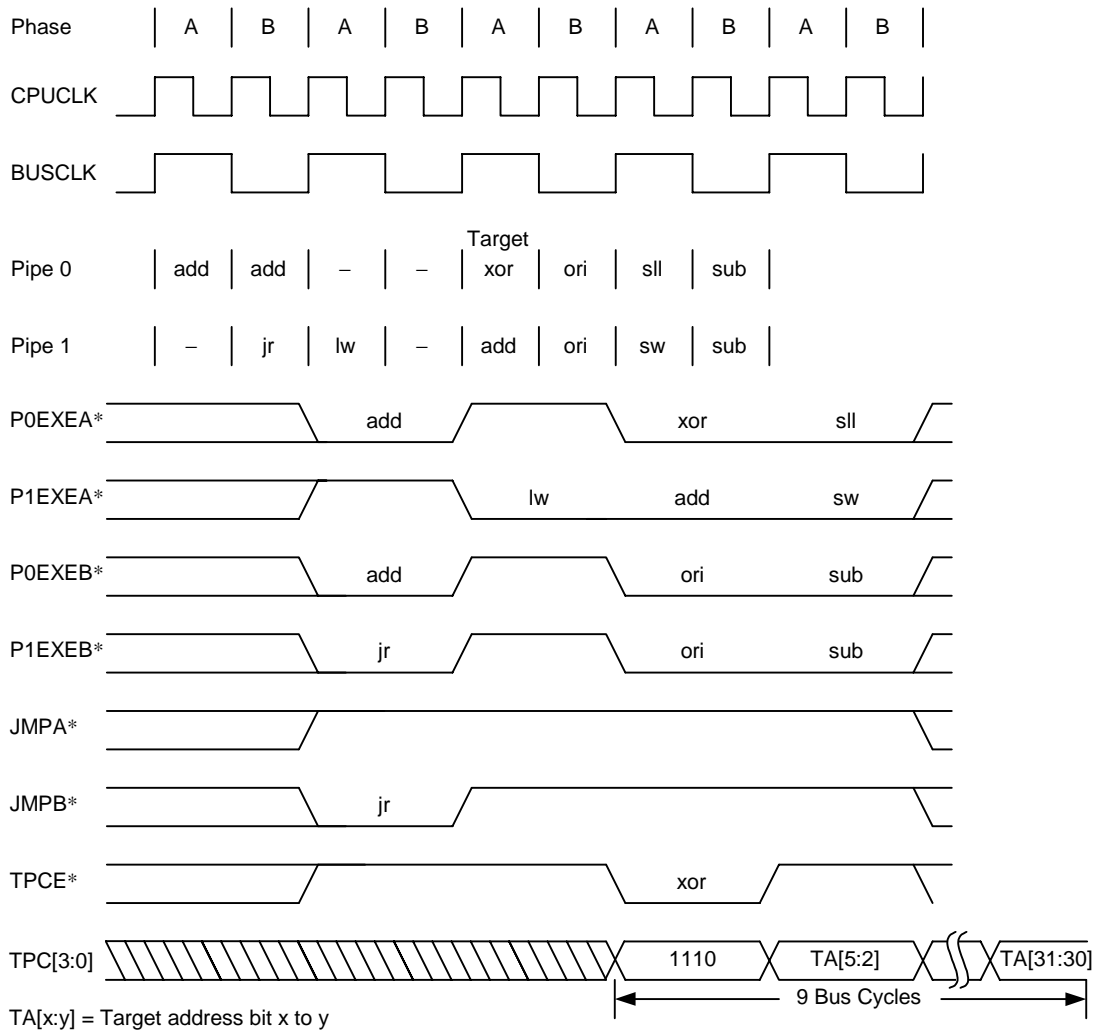 Phase A B A B A B A B A B
CPUCLK
BUSCLK
Target
Pipe 0 add add – – xor ori sll sub
Pipe 1 – jr lw – add ori sw sub
P0EXEA* add xor sll
P1EXEA* lw add sw
P0EXEB* add ori sub
P1EXEB* jr ori sub
JMPA*
JMPB* jr
TPCE* xor
TPC[3:0] 1110 TA[5:2] TA[31:30]
9 Bus Cycles
TA[x:y] = Target address bit x to y